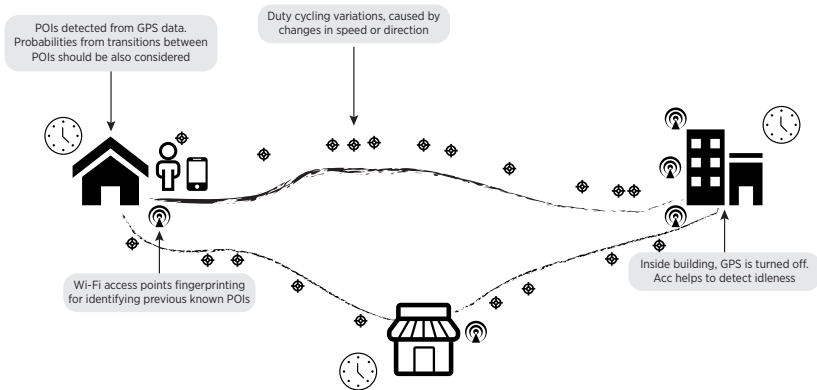 POIs detected from GPS data.
Probabilities from transitions between
POIs should be also considered
Duty cycling variations, caused by
changes in speed or direction
Wi-Fi access points fingerprinting
for identifying previous known POIs
Inside building, GPS is turned off.
Acc helps to detect idleness